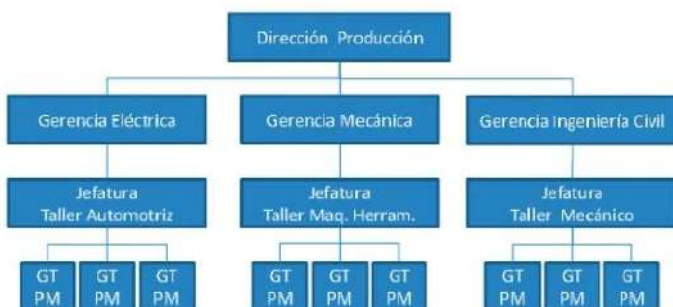 Dirección Producción
Gerencia Eléctrica
Gerencia Mecánica
Gerencia Ingeniería Civil
Jefatura
Taller Automotriz
Jefatura
Taller Maq. Herram.
Jefatura
Taller Mecánico
GT
PM
GT
PM
GT
PM
GT
PM
GT
PM
GT
PM
GT
PM
GT
PM
GT
PM